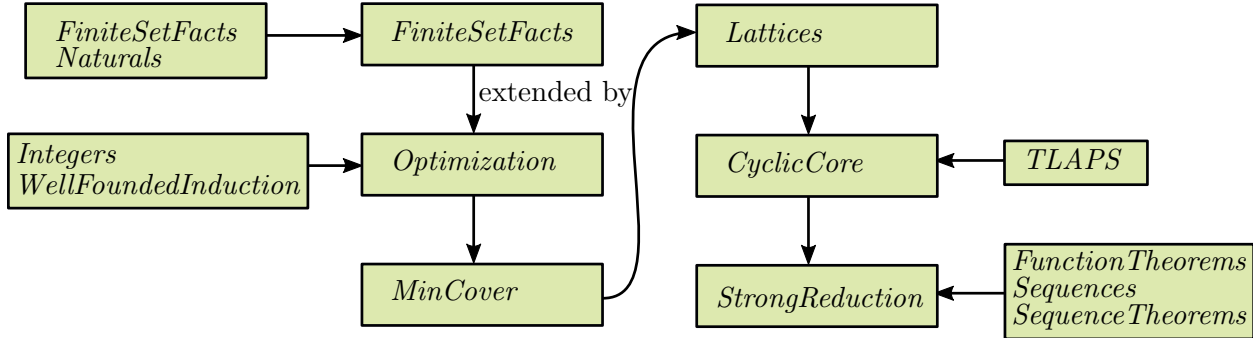 FiniteSetFacts
Naturals
FiniteSetFacts
Lattices
extended by
Integers
WellFoundedInduction
Optimization
CyclicCore
TLAPS
MinCover
StrongReduction
FunctionTheorems
Sequences
SequenceTheorems